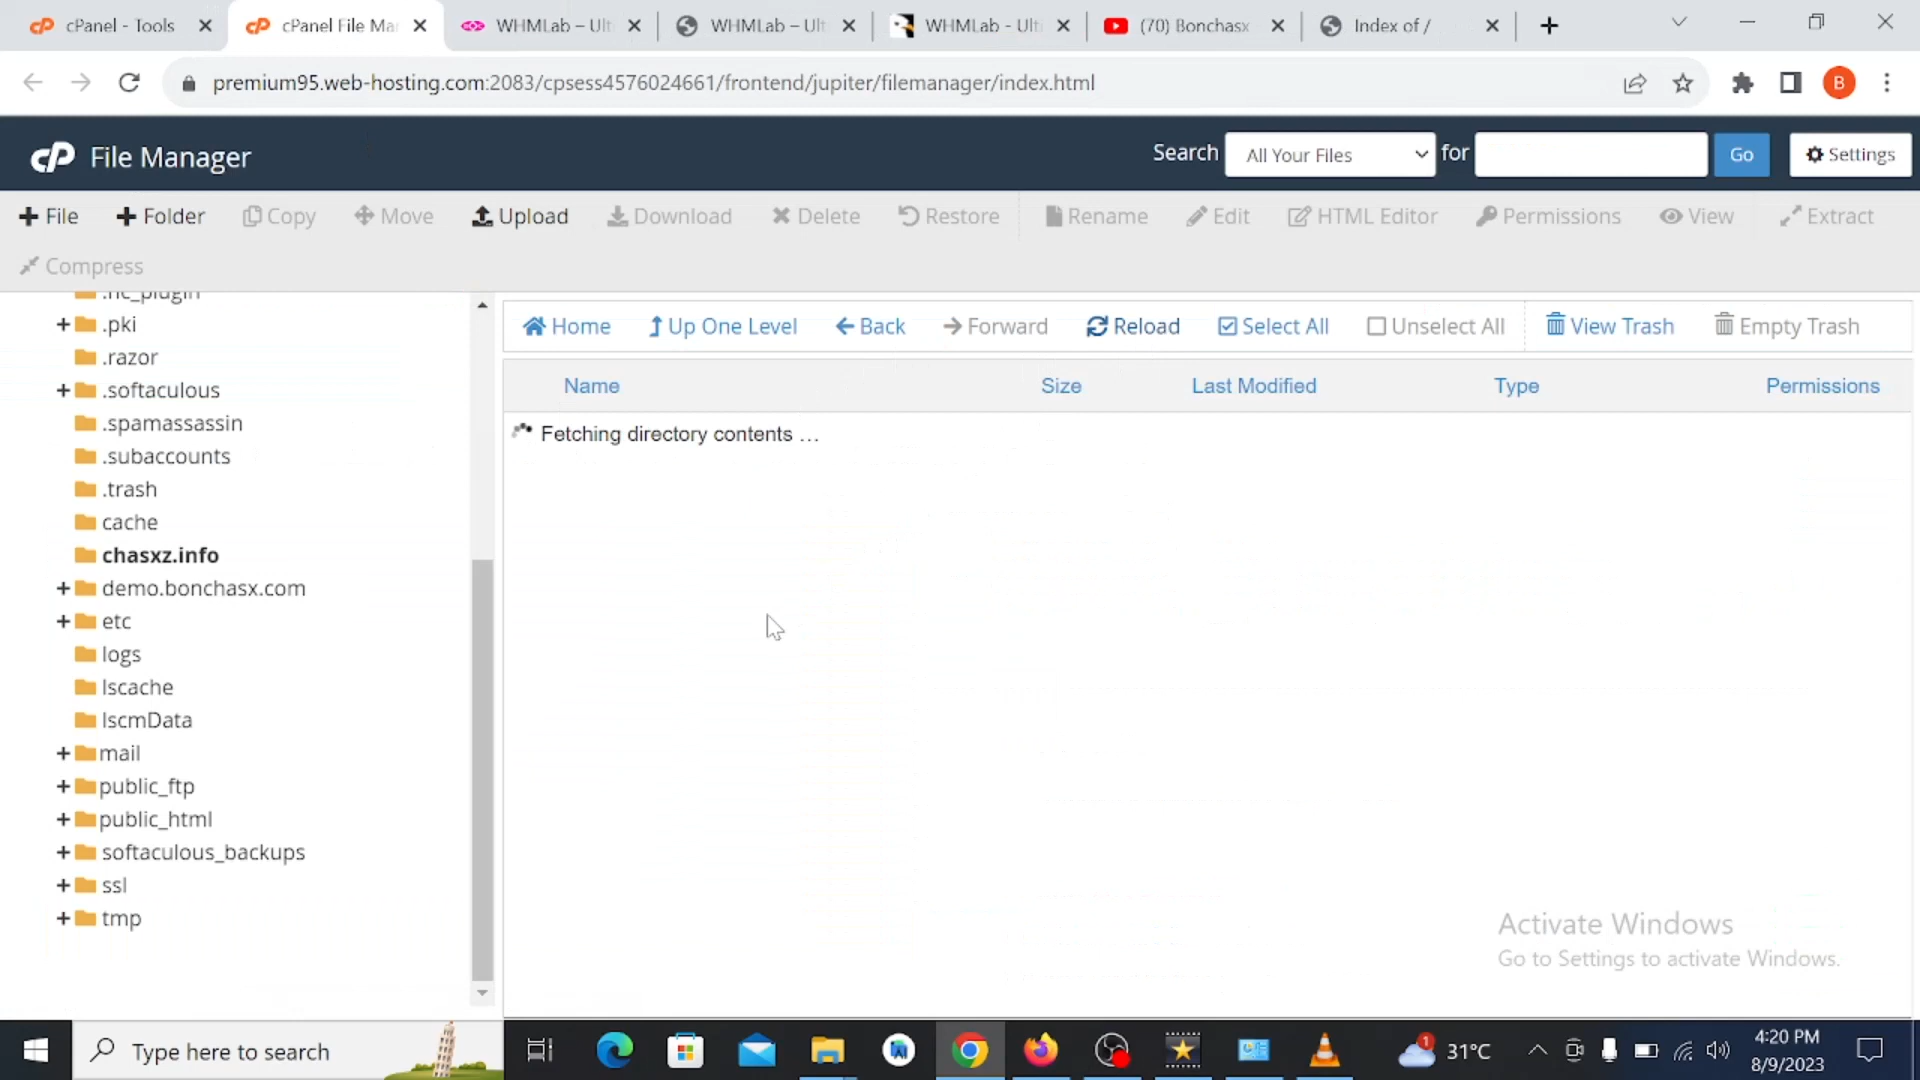 cPanel - Tools
cPanel File Mar
WHMLab – Ult
WHMLab – Ult
WHMLab - Ulti
(70) Bonchasx
Index of /
premium95.web-hosting.com:2083/cpsess4576024661/frontend/jupiter/filemanager/index.html
B
cP File Manager
Search All Your Files for Go Settings
File Folder Copy Move Upload Download Delete Restore Rename Edit HTML Editor Permissions View Extract
Compress
.nc_plugin
.pki
.razor
.softaculous
.spamassassin
.subaccounts
.trash
cache
chasxz.info
demo.bonchasx.com
etc
logs
lscache
lscmData
mail
public_ftp
public_html
softaculous_backups
ssl
tmp
Home Up One Level Back Forward Reload Select All Unselect All View Trash Empty Trash
Name Size Last Modified Type Permissions
Fetching directory contents ...
Activate Windows
Go to Settings to activate Windows.
Type here to search
1
31°C
4:20 PM
8/9/2023